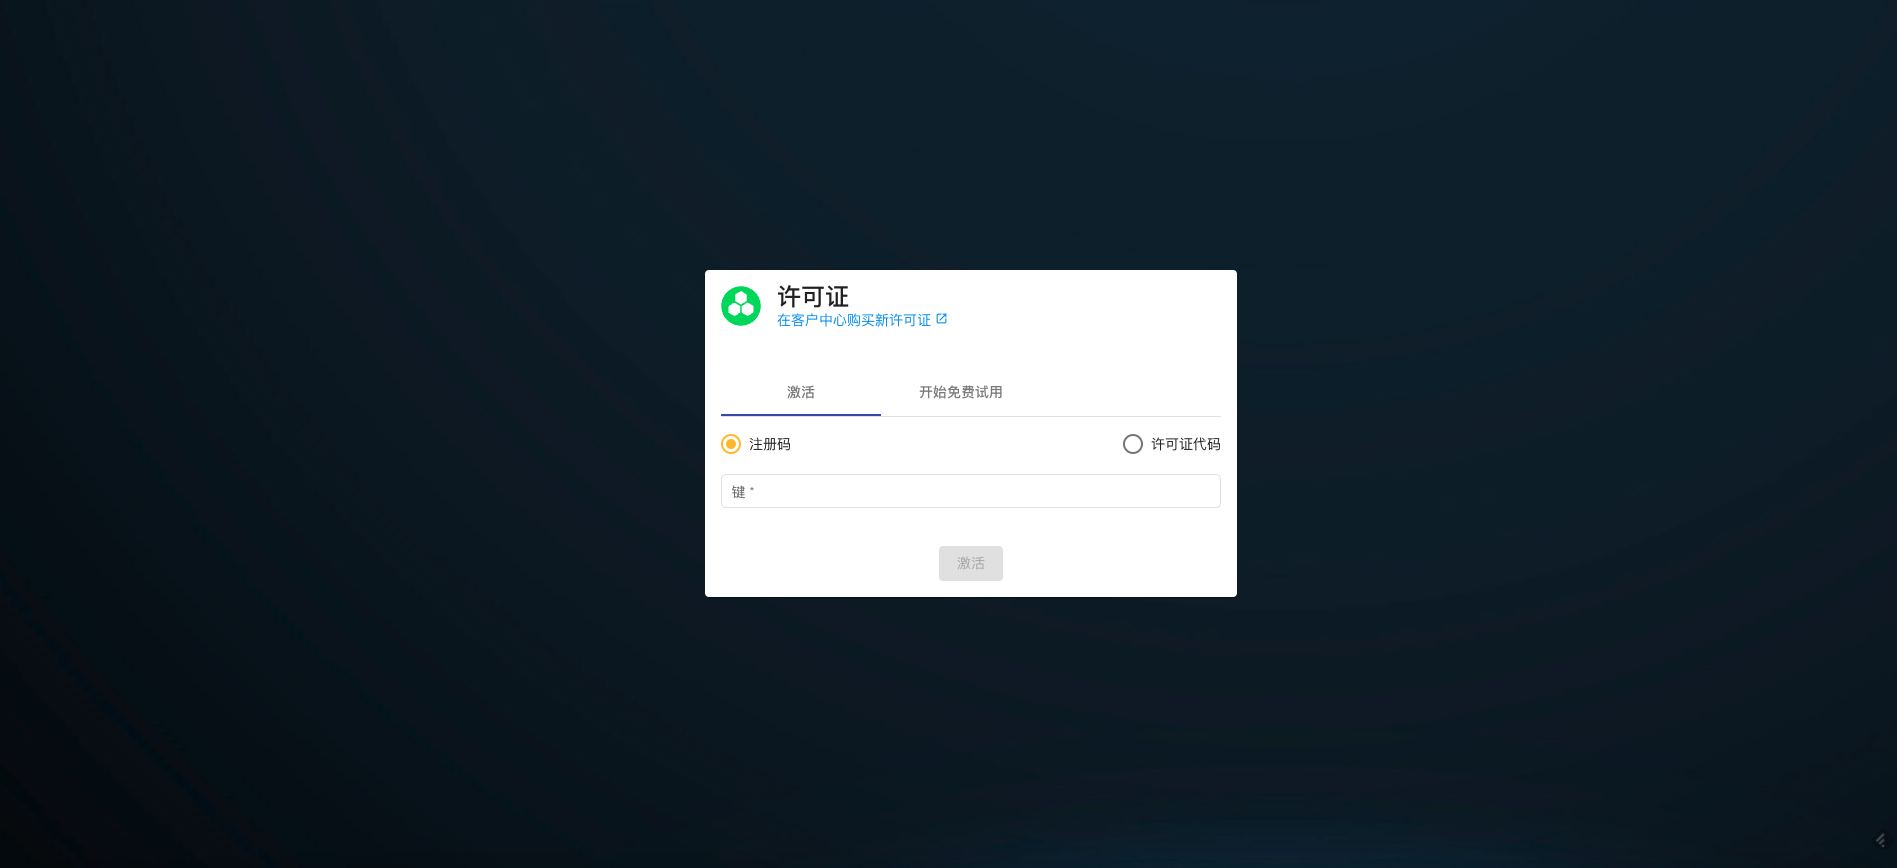 许可证
在客户中心购买新许可证
激活
开始免费试用
注册码
许可证代码
键 *
激活